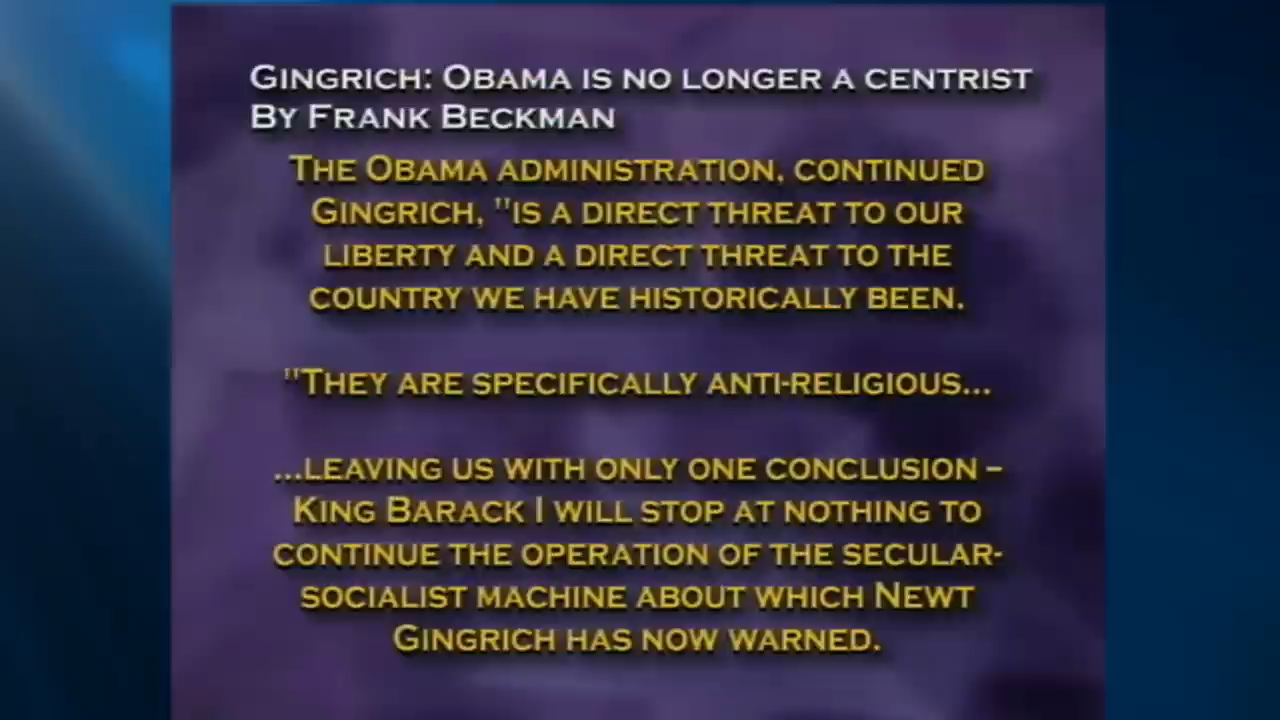 GINGRICH: OBAMA IS NO LONGER A CENTRIST
BY FRANK BECKMAN
THE OBAMA ADMINISTRATION, CONTINUED
GINGRICH, "IS A DIRECT THREAT TO OUR
LIBERTY AND A DIRECT THREAT TO THE
COUNTRY WE HAVE HISTORICALLY BEEN.
"THEY ARE SPECIFICALLY ANTI-RELIGIOUS...
...LEAVING US WITH ONLY ONE CONCLUSION –
KING BARACK I WILL STOP AT NOTHING TO
CONTINUE THE OPERATION OF THE SECULAR-
SOCIALIST MACHINE ABOUT WHICH NEWT
GINGRICH HAS NOW WARNED.